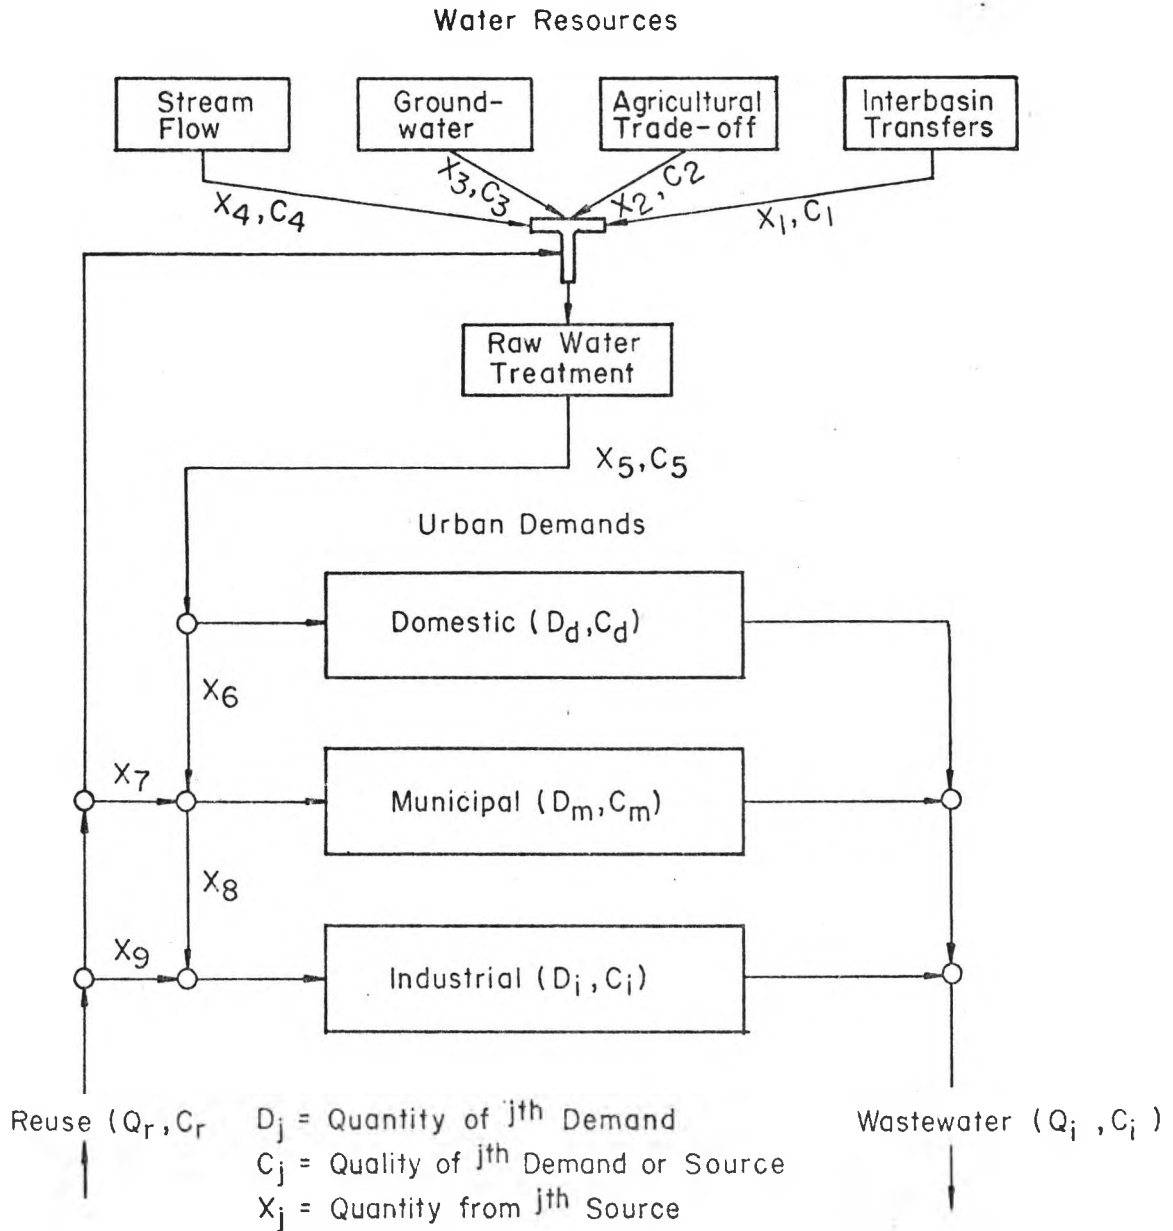 Water Resources
Stream
Flow
Ground-
water
Agricultural
Trade-off
Interbasin
Transfers
X4,C4
X3,C3
X2,C2
X1,C1
Raw Water
Treatment
X5,C5
Urban Demands
Domestic (Dd,Cd)
X6
X7
Municipal (Dm,Cm)
X8
X9
Industrial (Di,Ci)
Reuse (Qr,Cr
Wastewater (Qi ,Ci)
Dj = Quantity of jth Demand
Cj = Quality of jth Demand or Source
Xj = Quantity from jth Source